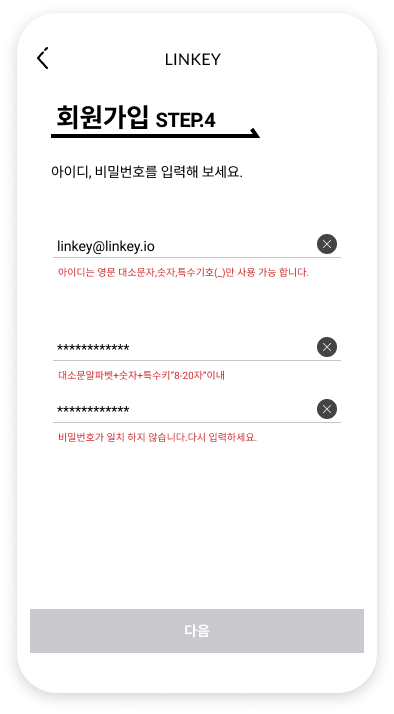 LINKEY
회원가입 STEP.4
아이디, 비밀번호를 입력해 보세요.
linkey@linkey.io
아이디는 영문 대소문자,숫자,특수기호(_)만 사용 가능 합니다.
************
대소문알파벳+숫자+특수키"8-20자"이내
************
비밀번호가 일치 하지 않습니다.다시 입력하세요.
다음